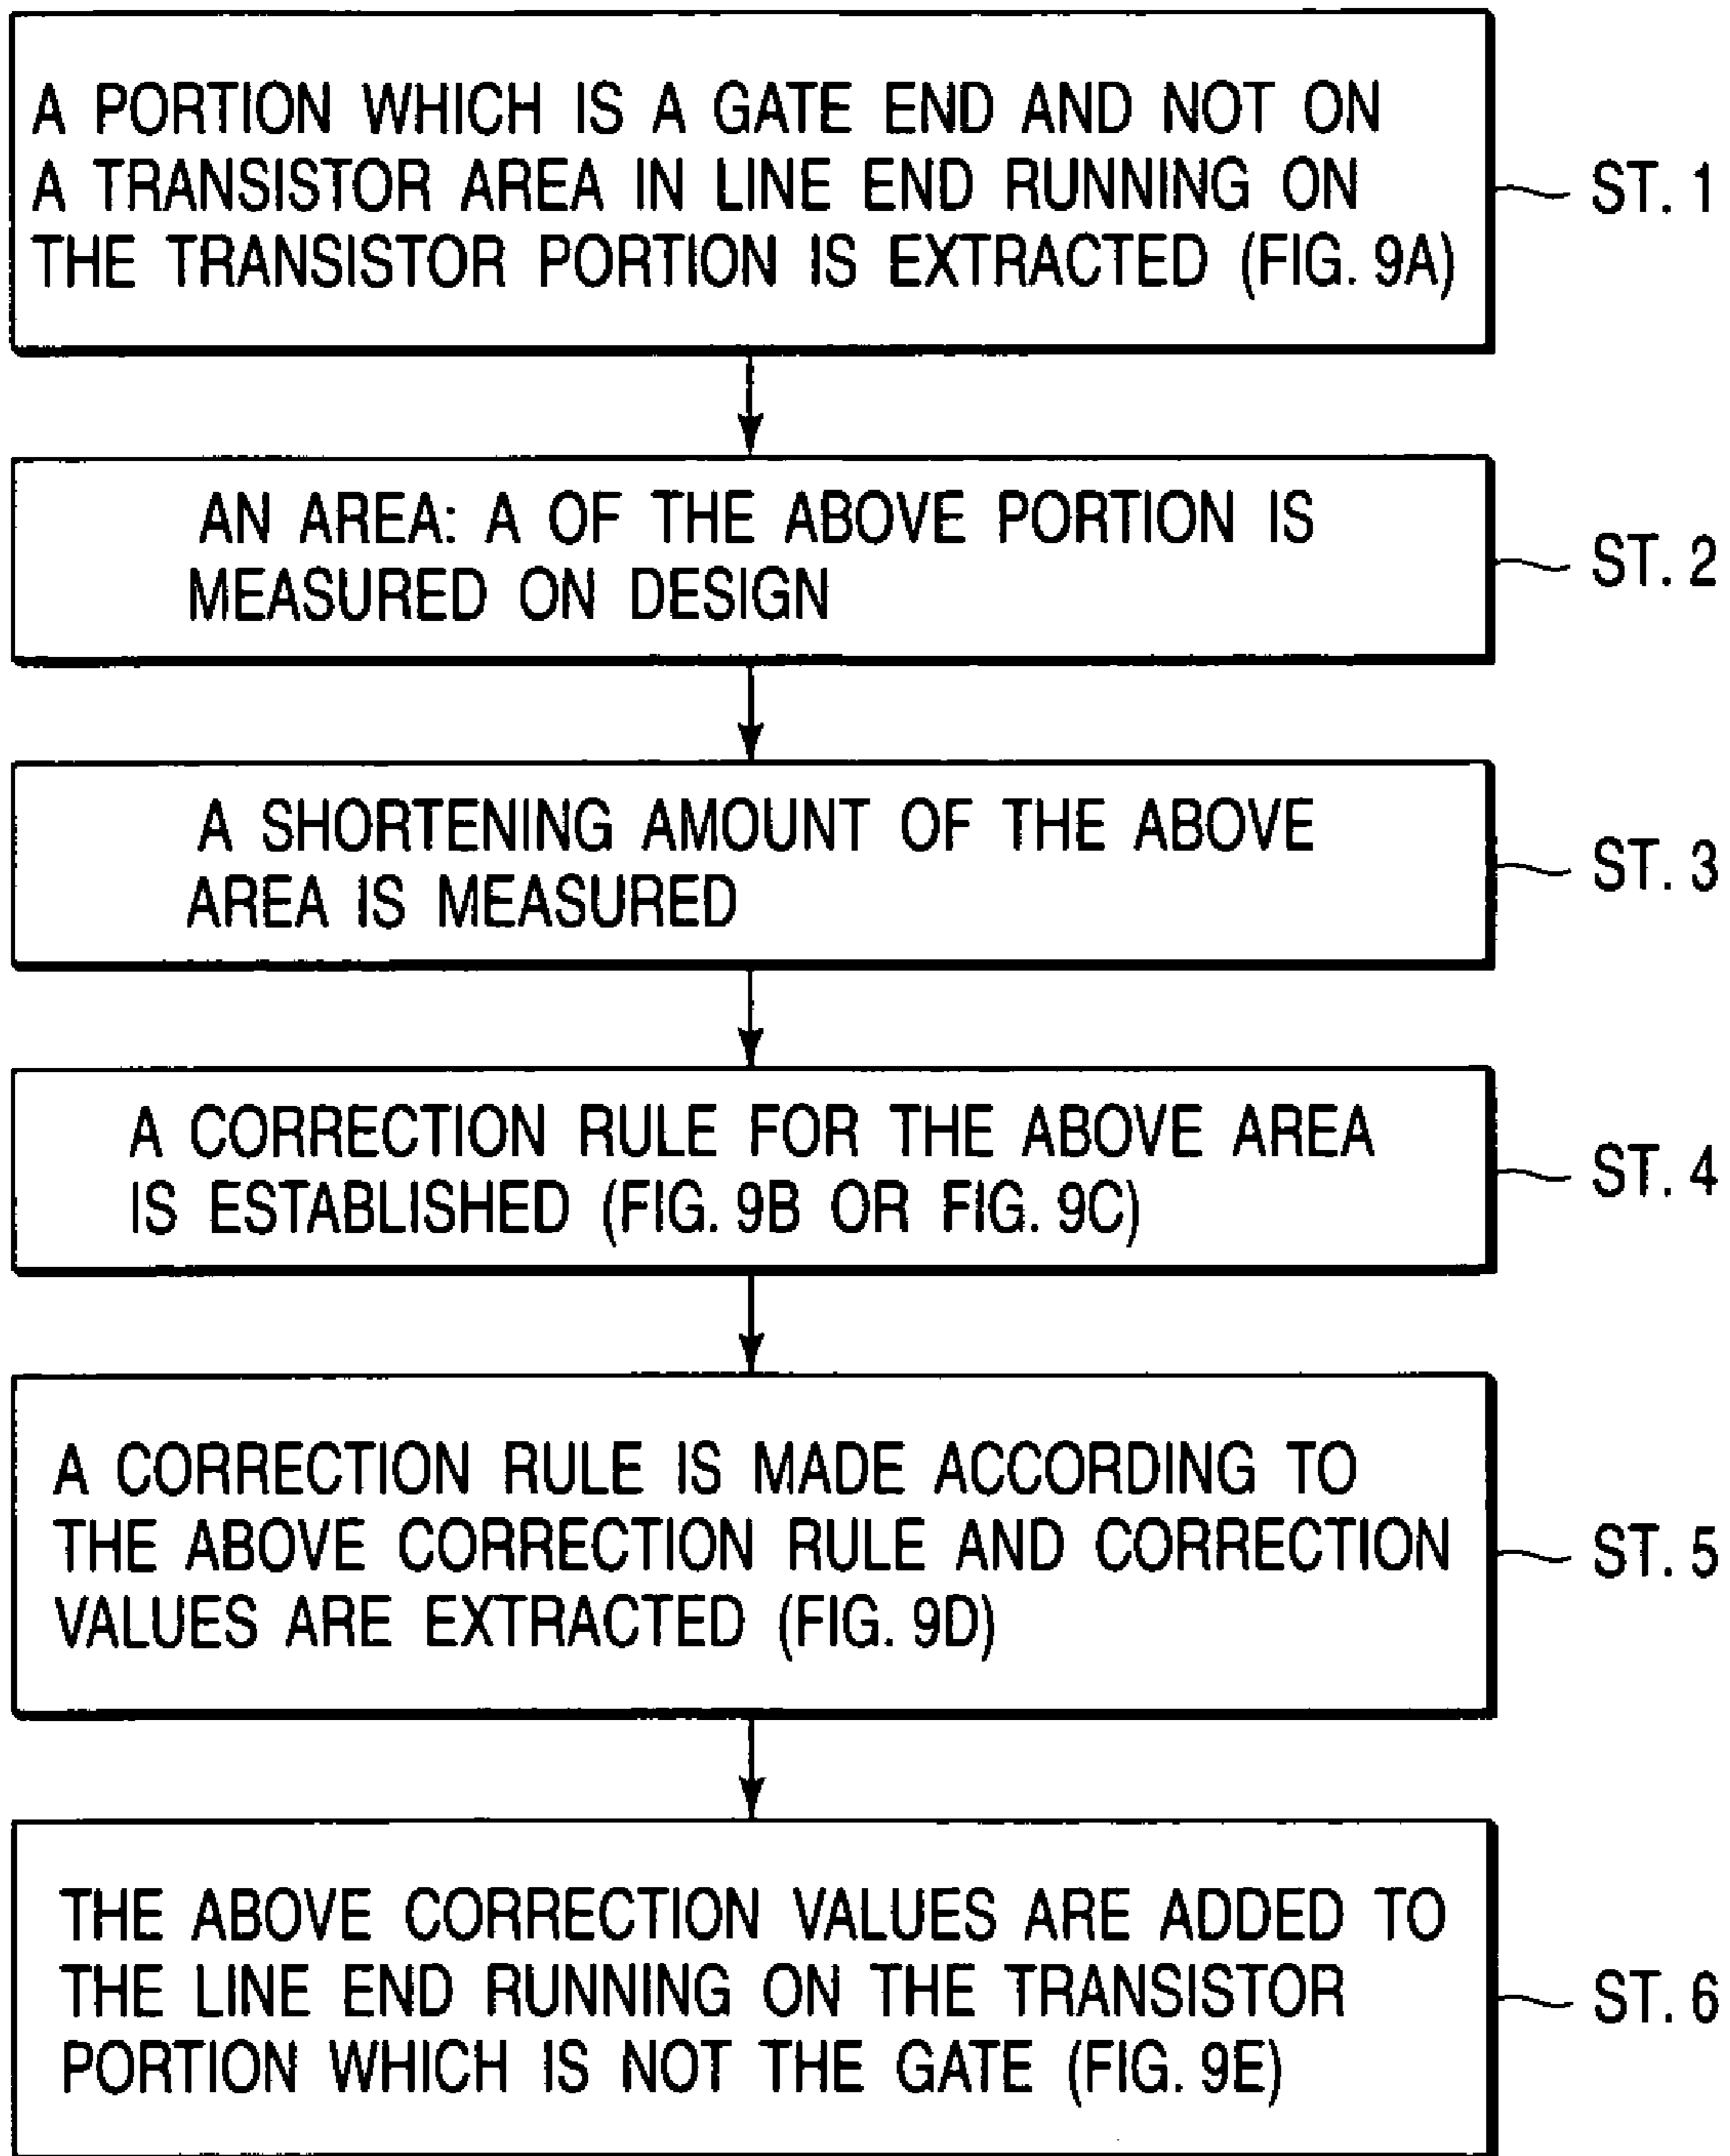 A PORTION WHICH IS A GATE END AND NOT ON
A TRANSISTOR AREA IN LINE END RUNNING ON
THE TRANSISTOR PORTION IS EXTRACTED (FIG. 9A)
ST. 1
AN AREA: A OF THE ABOVE PORTION IS
MEASURED ON DESIGN
ST. 2
A SHORTENING AMOUNT OF THE ABOVE
AREA IS MEASURED
ST. 3
A CORRECTION RULE FOR THE ABOVE AREA
IS ESTABLISHED (FIG. 9B OR FIG. 9C)
ST. 4
A CORRECTION RULE IS MADE ACCORDING TO
THE ABOVE CORRECTION RULE AND CORRECTION
VALUES ARE EXTRACTED (FIG. 9D)
ST. 5
THE ABOVE CORRECTION VALUES ARE ADDED TO
THE LINE END RUNNING ON THE TRANSISTOR
PORTION WHICH IS NOT THE GATE (FIG. 9E)
ST. 6